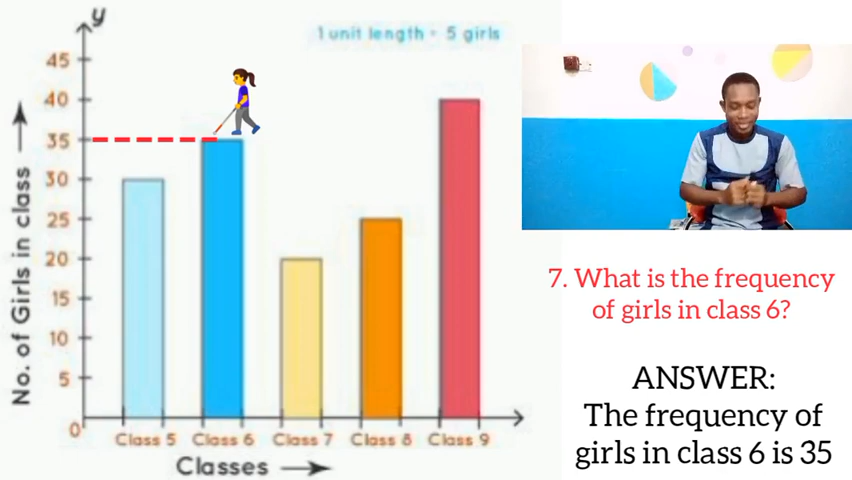 y
1 unit length - 5 girls
45
40
35
30
25
20
15
10
5
0
No. of Girls in class
Class 5 Class 6 Class 7 Class 8 Class 9
Classes
7. What is the frequency
of girls in class 6?
ANSWER:
The frequency of
girls in class 6 is 35